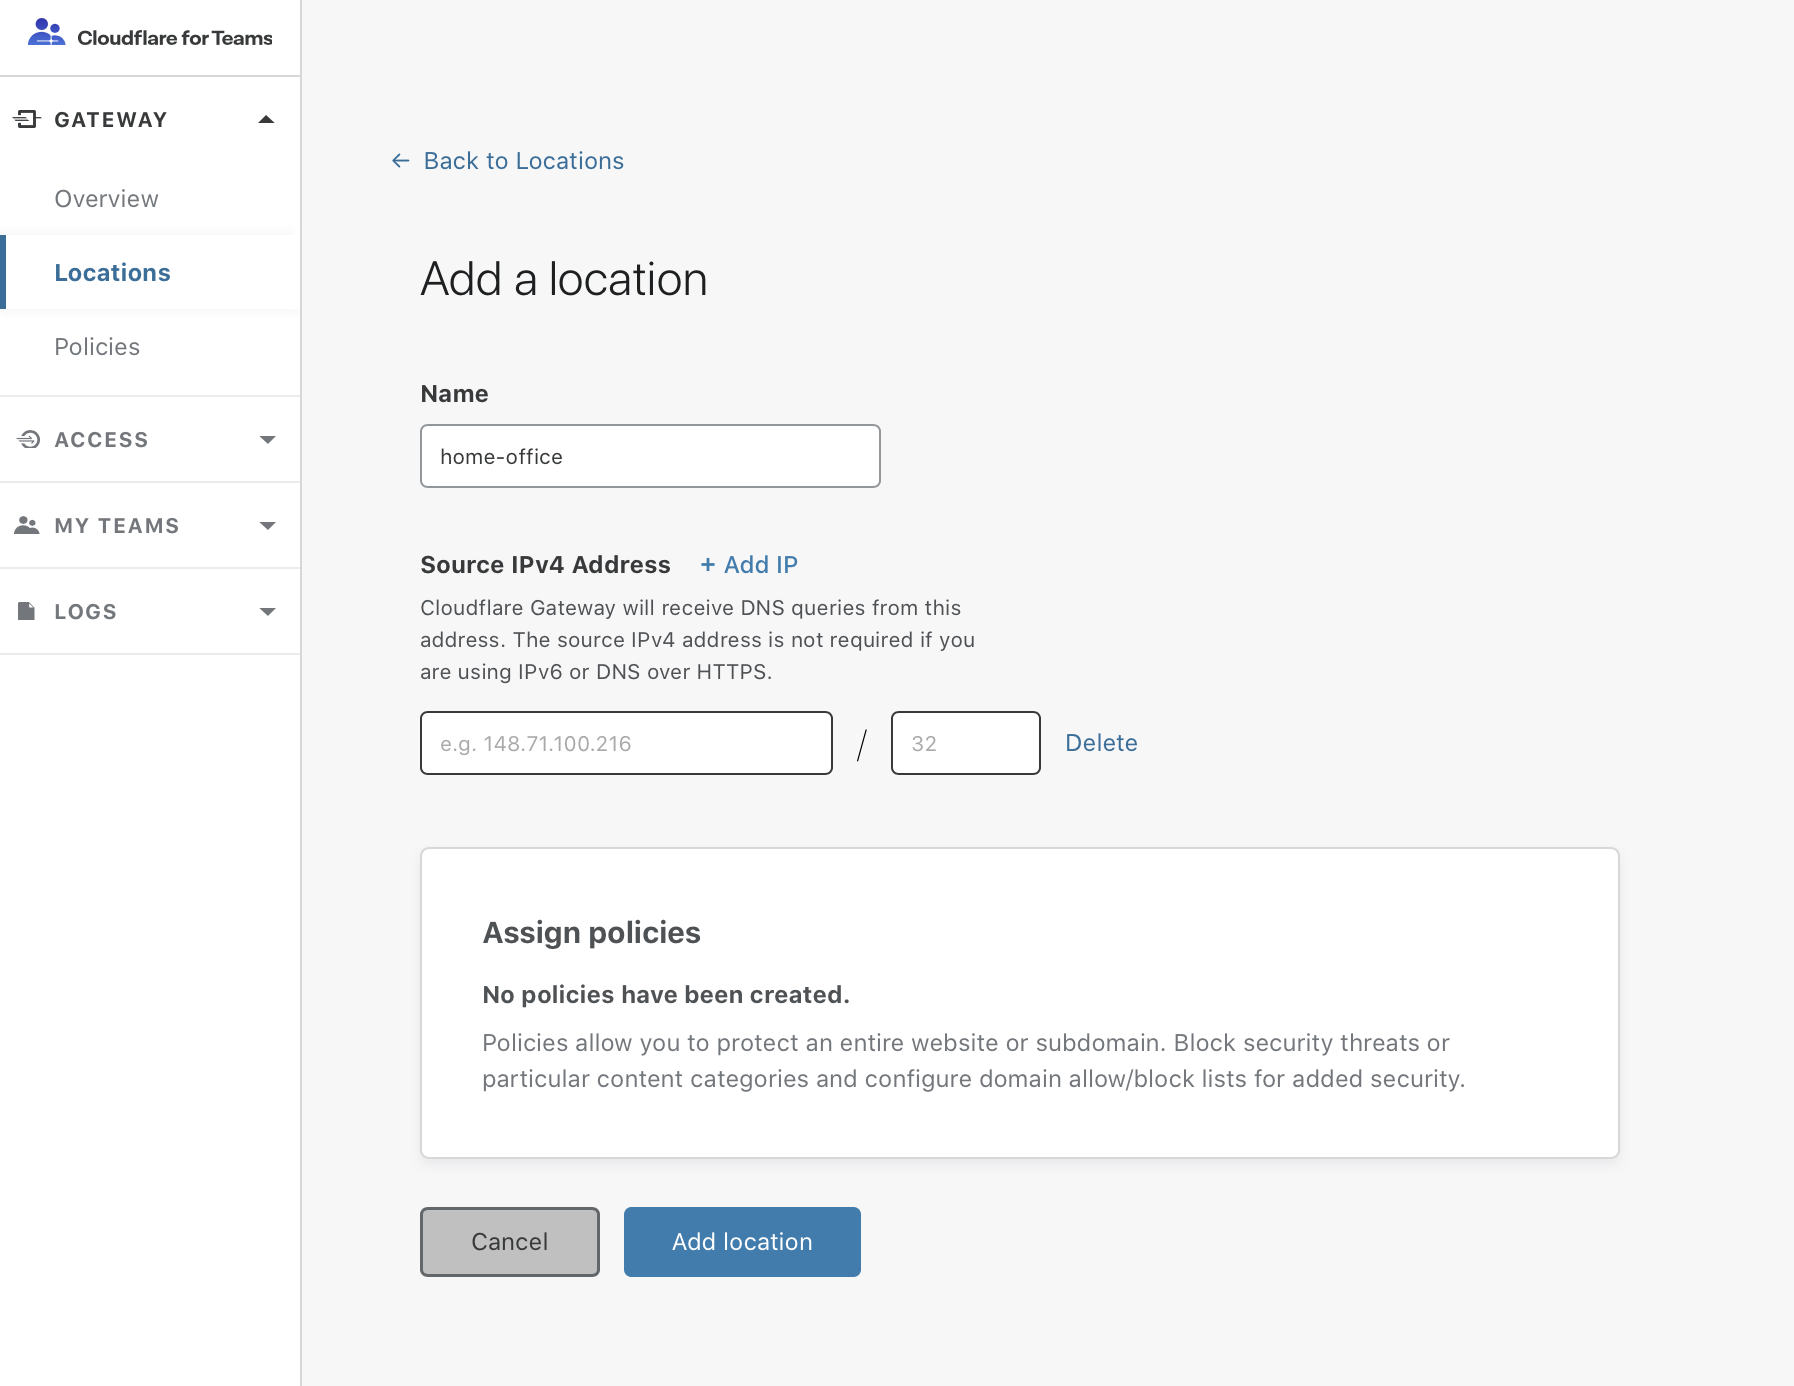 Cloudflare for Teams
GATEWAY
Overview
Locations
Policies
ACCESS
MY TEAMS
LOGS
← Back to Locations
Add a location
Name
home-office
Source IPv4 Address + Add IP
Cloudflare Gateway will receive DNS queries from this
address. The source IPv4 address is not required if you
are using IPv6 or DNS over HTTPS.
e.g. 148.71.100.216 / 32 Delete
Assign policies
No policies have been created.
Policies allow you to protect an entire website or subdomain. Block security threats or
particular content categories and configure domain allow/block lists for added security.
Cancel Add location